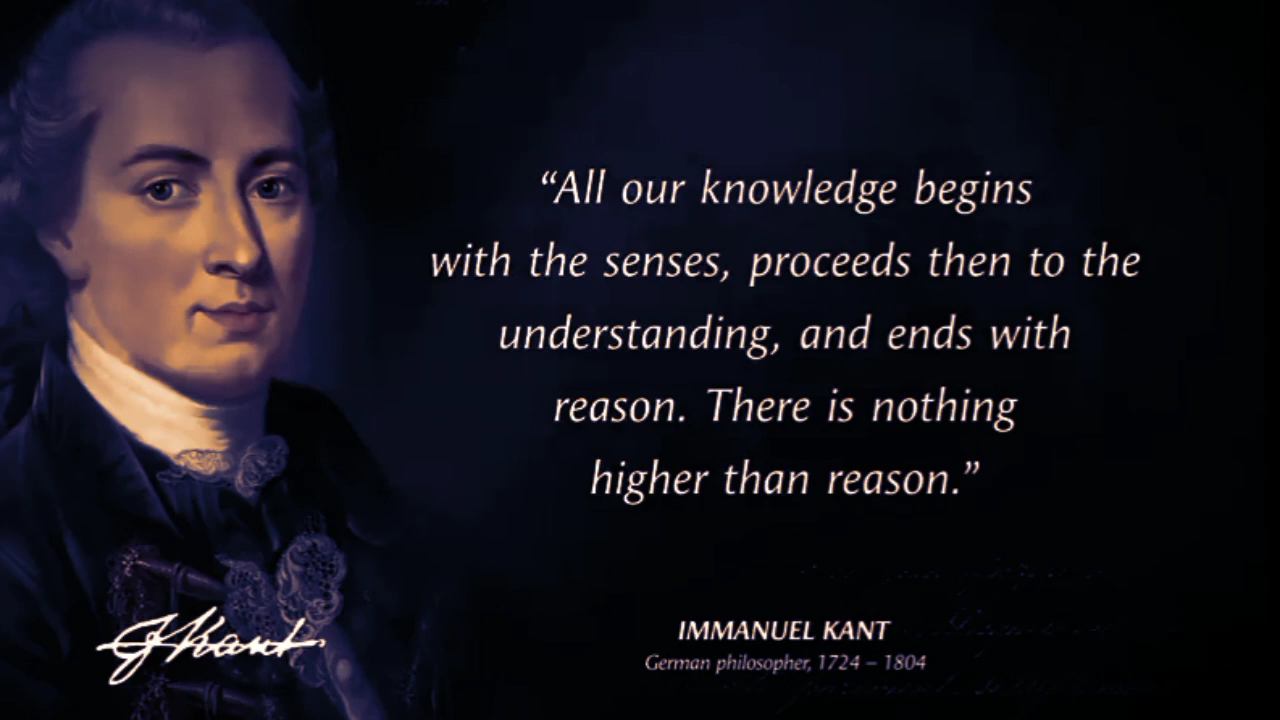 “All our knowledge begins
with the senses, proceeds then to the
understanding, and ends with
reason. There is nothing
higher than reason.”
IMMANUEL KANT
German philosopher, 1724 – 1804
JKant